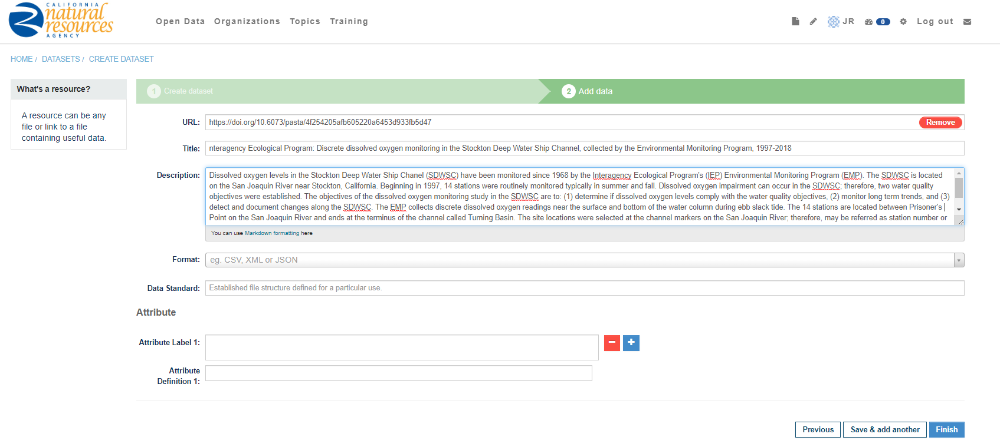 CALIFORNIA
natural
resources
AGENCY
Open Data Organizations Topics Training
JR 0 Log out
HOME / DATASETS / CREATE DATASET
What's a resource?
A resource can be any
file or link to a file
containing useful data.
1 Create dataset
2 Add data
URL: https://doi.org/10.6073/pasta/4f254205afb605220a6453d933fb5d47 Remove
Title: nteragency Ecological Program: Discrete dissolved oxygen monitoring in the Stockton Deep Water Ship Channel, collected by the Environmental Monitoring Program, 1997-2018
Description: Dissolved oxygen levels in the Stockton Deep Water Ship Chanel (SDWSC) have been monitored since 1968 by the Interagency Ecological Program's (IEP) Environmental Monitoring Program (EMP). The SDWSC is located
on the San Joaquin River near Stockton, California. Beginning in 1997, 14 stations were routinely monitored typically in summer and fall. Dissolved oxygen impairment can occur in the SDWSC; therefore, two water quality
objectives were established. The objectives of the dissolved oxygen monitoring study in the SDWSC are to: (1) determine if dissolved oxygen levels comply with the water quality objectives, (2) monitor long term trends, and (3)
detect and document changes along the SDWSC. The EMP collects discrete dissolved oxygen readings near the surface and bottom of the water column during ebb slack tide. The 14 stations are located between Prisoner's
Point on the San Joaquin River and ends at the terminus of the channel called Turning Basin. The site locations were selected at the channel markers on the San Joaquin River; therefore, may be referred as station number or
You can use Markdown formatting here
Format: eg. CSV, XML or JSON
Data Standard: Established file structure defined for a particular use.
Attribute
Attribute Label 1:
Attribute
Definition 1:
Previous Save & add another Finish